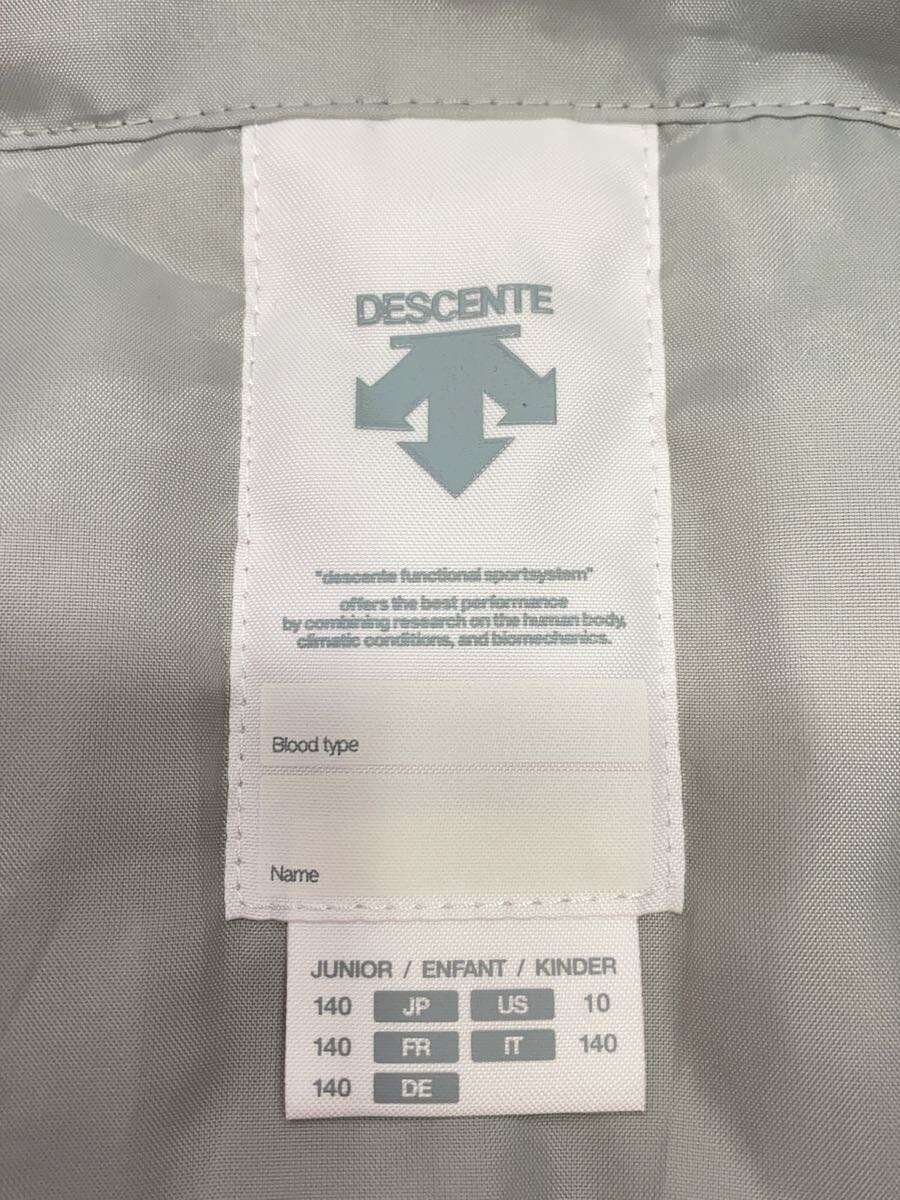 DESCENTE
"descente functional sportsystem"
offers the best performance
by combining research on the human body,
climatic conditions, and biomechanics.
Blood type
Name
JUNIOR / ENFANT / KINDER
140 JP US 10
140 FR IT 140
140 DE